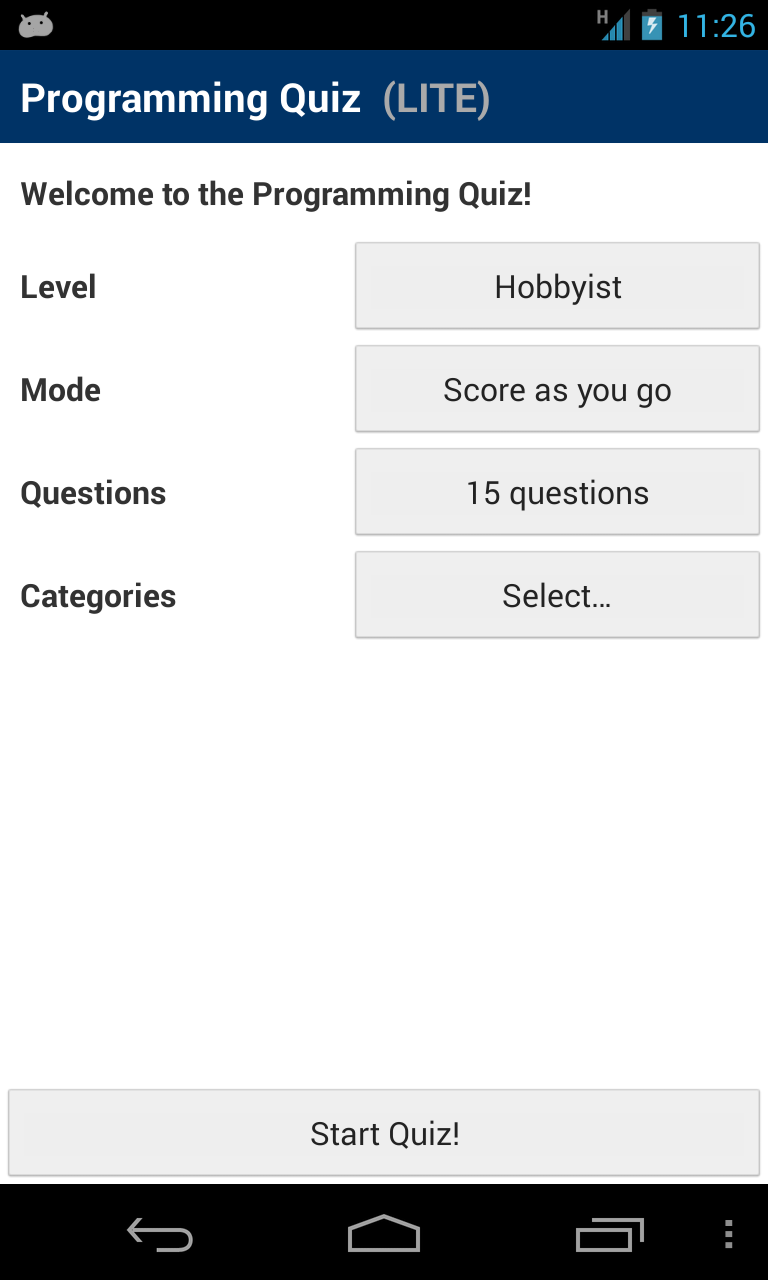 H 11:26
Programming Quiz (LITE)
Welcome to the Programming Quiz!
Level Hobbyist
Mode Score as you go
Questions 15 questions
Categories Select...
Start Quiz!